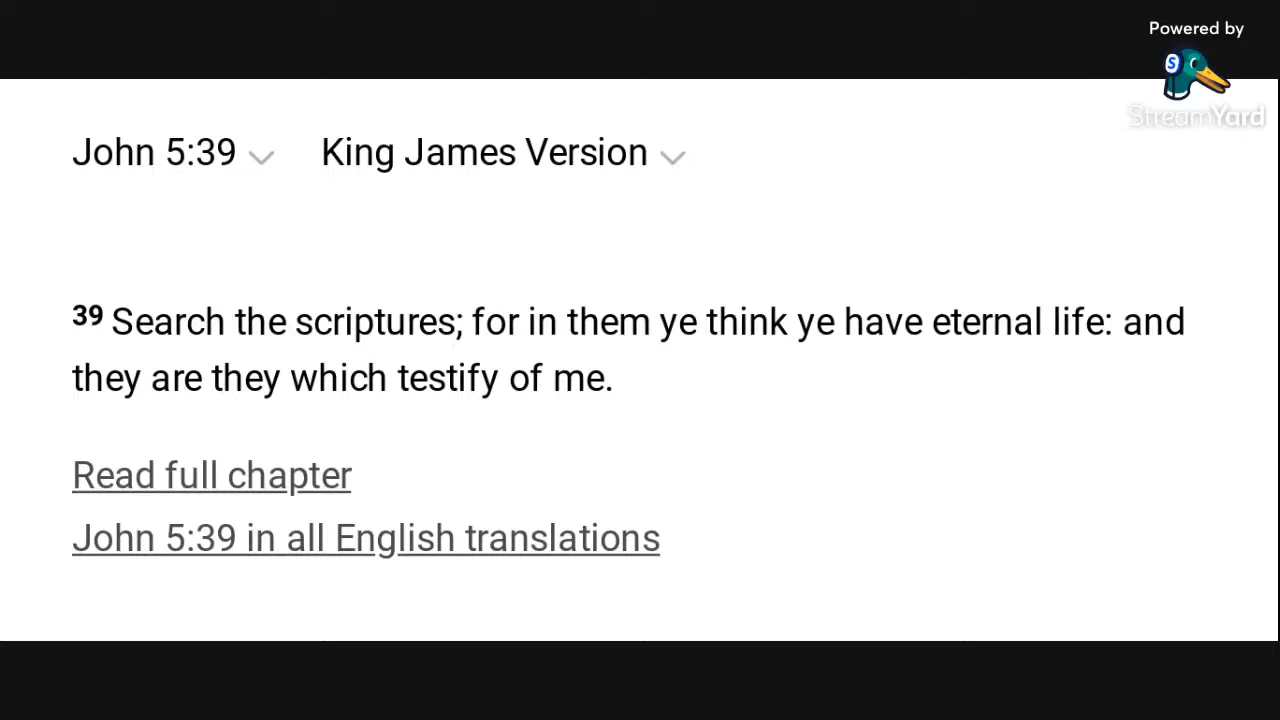 Powered by
S
StreamYard
John 5:39 King James Version
39 Search the scriptures; for in them ye think ye have eternal life: and
they are they which testify of me.
Read full chapter
John 5:39 in all English translations